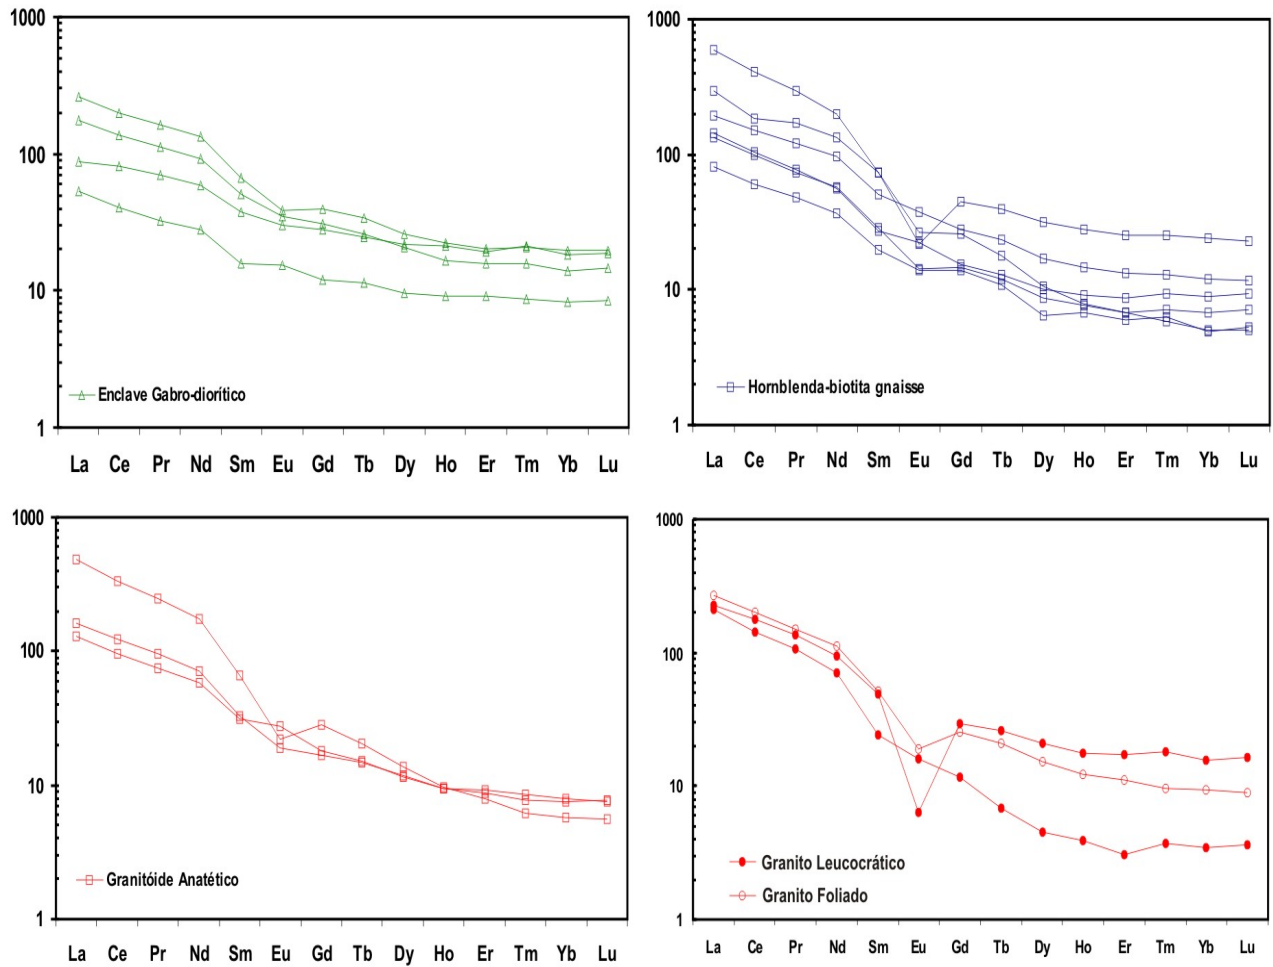 1000
100
10
1
Enclave Gabro-diorítico
La Ce Pr Nd Sm Eu Gd Tb Dy Ho Er Tm Yb Lu
1000
100
10
1
Hornblenda-biotita gnaisse
La Ce Pr Nd Sm Eu Gd Tb Dy Ho Er Tm Yb Lu
1000
100
10
1
Granitóide Anatético
La Ce Pr Nd Sm Eu Gd Tb Dy Ho Er Tm Yb Lu
1000
100
10
1
Granito Leucocrático
Granito Foliado
La Ce Pr Nd Sm Eu Gd Tb Dy Ho Er Tm Yb Lu